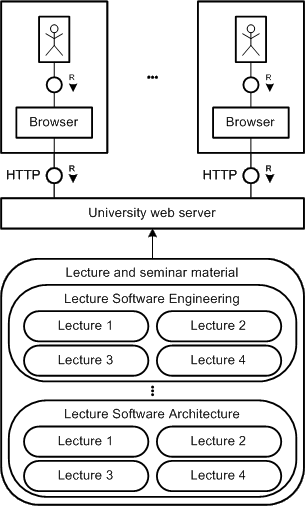 R R
...
Browser Browser
HTTP R HTTP R
University web server
Lecture and seminar material
Lecture Software Engineering
Lecture 1 Lecture 2
Lecture 3 Lecture 4
...
Lecture Software Architecture
Lecture 1 Lecture 2
Lecture 3 Lecture 4